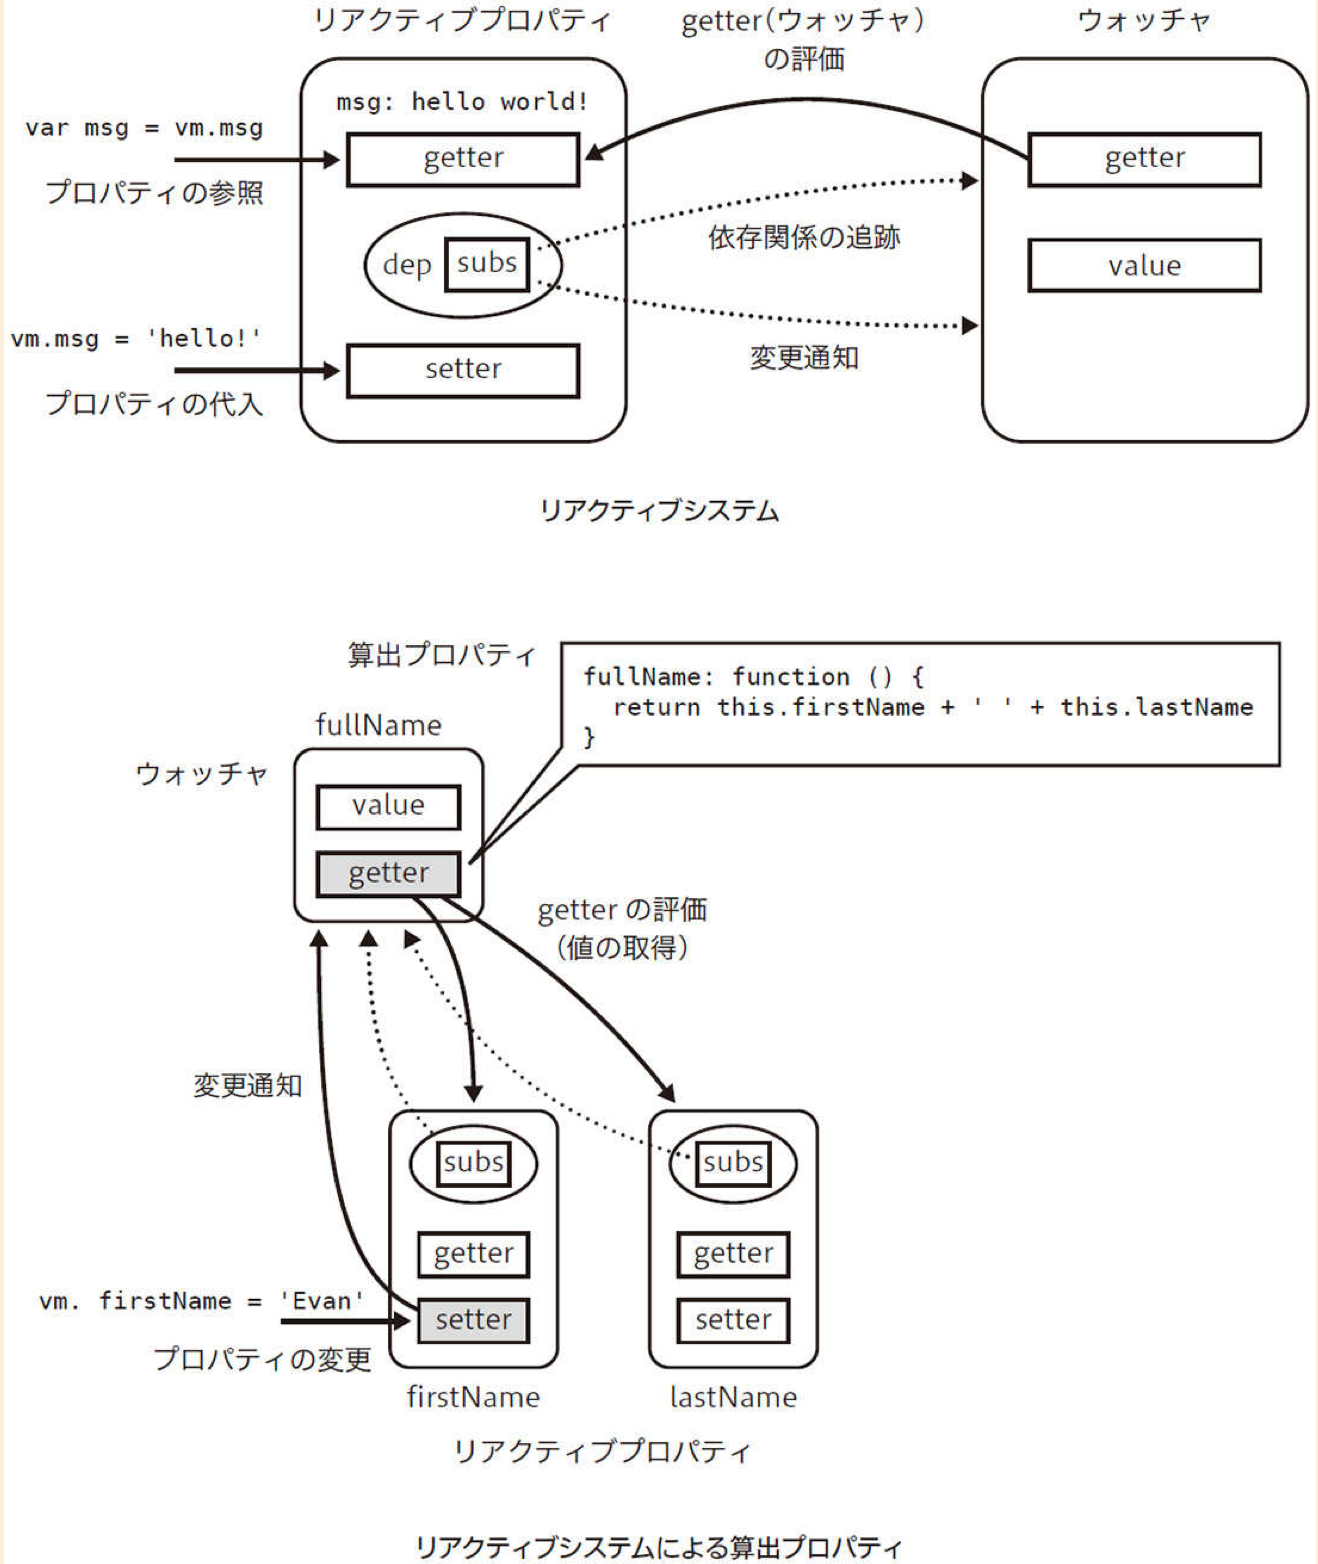 リアクティブプロパティ
getter(ウォッチャ)
の評価
ウォッチャ
msg: hello world!
var msg = vm.msg
getter
getter
プロパティの参照
依存関係の追跡
dep
subs
value
vm.msg = 'hello!'
変更通知
setter
プロパティの代入
リアクティブシステム
算出プロパティ
fullName: function () {
return this.firstName + ' ' + this.lastName
}
fullName
ウォッチャ
value
getter
getter の評価
(値の取得)
変更通知
subs
subs
getter
getter
vm. firstName = 'Evan'
setter
setter
プロパティの変更
firstName
lastName
リアクティブプロパティ
リアクティブシステムによる算出プロパティ